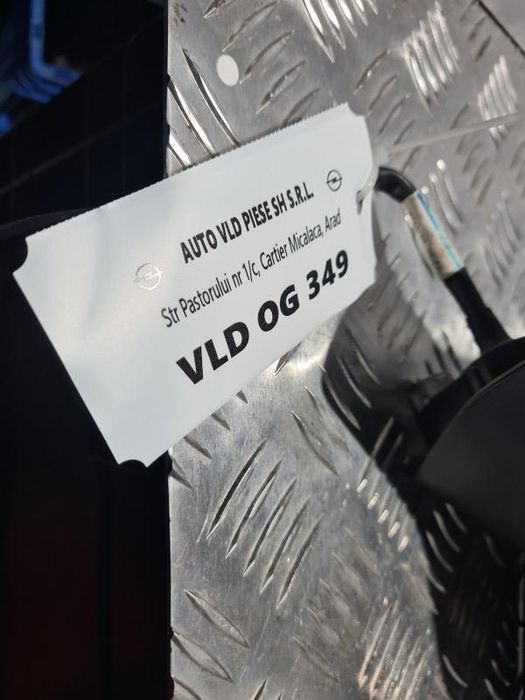 AUTO VLD PIESE SH S.R.L.
Str Pastorului nr 1/c, Cartier Micalaca, Arad
VLD OG 349